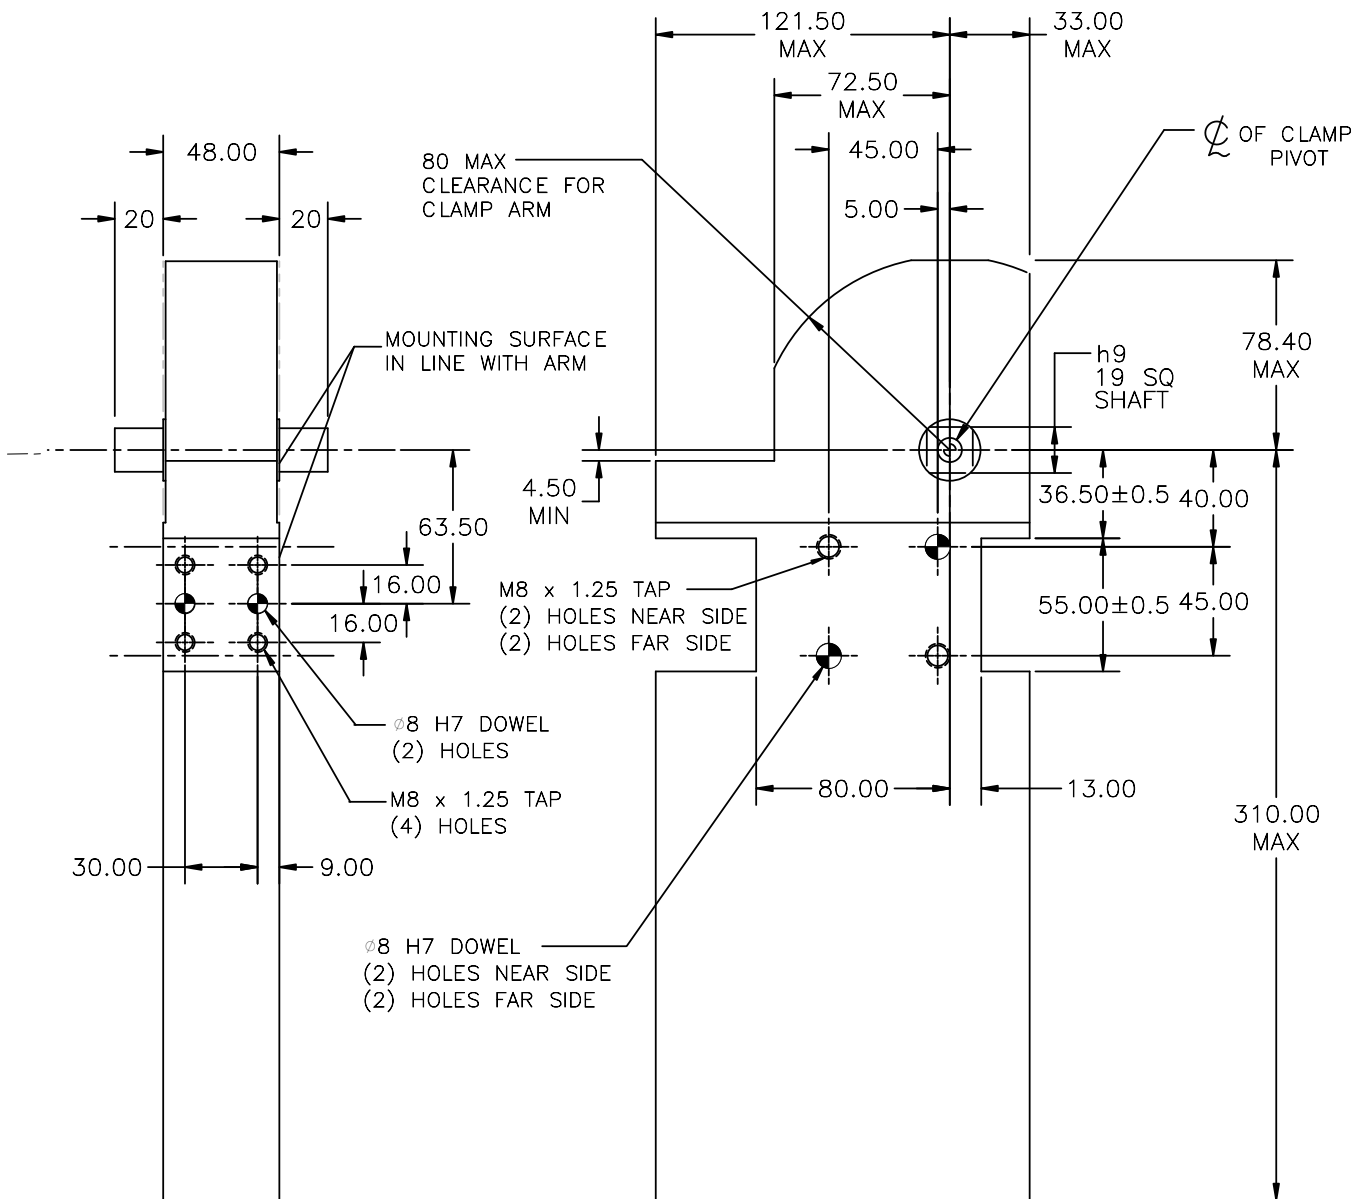 121.50
MAX
33.00
MAX
72.50
MAX
℄ OF CLAMP
PIVOT
48.00
45.00
80 MAX
CLEARANCE FOR
CLAMP ARM
20
20
5.00
MOUNTING SURFACE
IN LINE WITH ARM
78.40
MAX
h9
19 SQ
SHAFT
4.50
MIN
36.50±0.5
40.00
63.50
16.00
16.00
M8 x 1.25 TAP
(2) HOLES NEAR SIDE
(2) HOLES FAR SIDE
55.00±0.5
45.00
⌀8 H7 DOWEL
(2) HOLES
M8 x 1.25 TAP
(4) HOLES
80.00
13.00
310.00
MAX
30.00
9.00
⌀8 H7 DOWEL
(2) HOLES NEAR SIDE
(2) HOLES FAR SIDE